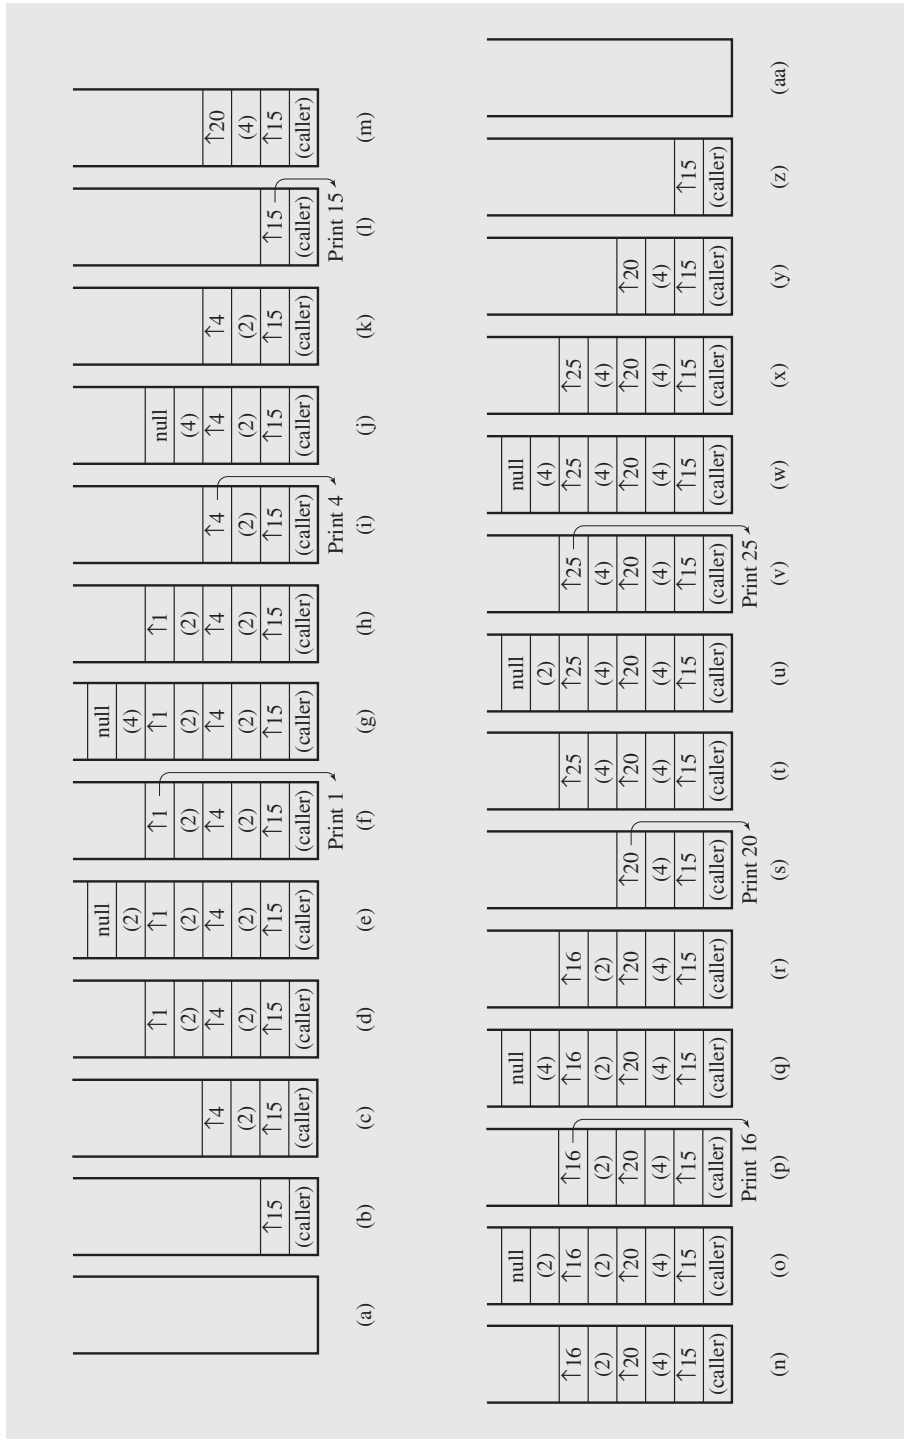 (a)
↑15
(caller)
(b)
↑4
(2)
↑15
(caller)
(c)
↑1
(2)
↑4
(2)
↑15
(caller)
(d)
null
(2)
↑1
(2)
↑4
(2)
↑15
(caller)
(e)
↑1
(2)
↑4
(2)
↑15
(caller)
Print 1
(f)
null
(4)
↑1
(2)
↑4
(2)
↑15
(caller)
(g)
↑1
(2)
↑4
(2)
↑15
(caller)
(h)
↑4
(2)
↑15
(caller)
Print 4
(i)
null
(4)
↑4
(2)
↑15
(caller)
(j)
↑4
(2)
↑15
(caller)
(k)
↑15
(caller)
Print 15
(l)
↑20
(4)
↑15
(caller)
(m)
↑16
(2)
↑20
(4)
↑15
(caller)
(n)
null
(2)
↑16
(2)
↑20
(4)
↑15
(caller)
(o)
↑16
(2)
↑20
(4)
↑15
(caller)
Print 16
(p)
null
(4)
↑16
(2)
↑20
(4)
↑15
(caller)
(q)
↑16
(2)
↑20
(4)
↑15
(caller)
(r)
↑20
(4)
↑15
(caller)
Print 20
(s)
↑25
(4)
↑20
(4)
↑15
(caller)
(t)
null
(2)
↑25
(4)
↑20
(4)
↑15
(caller)
(u)
↑25
(4)
↑20
(4)
↑15
(caller)
Print 25
(v)
null
(4)
↑25
(4)
↑20
(4)
↑15
(caller)
(w)
↑25
(4)
↑20
(4)
↑15
(caller)
(x)
↑20
(4)
↑15
(caller)
(y)
↑15
(caller)
(z)
(aa)